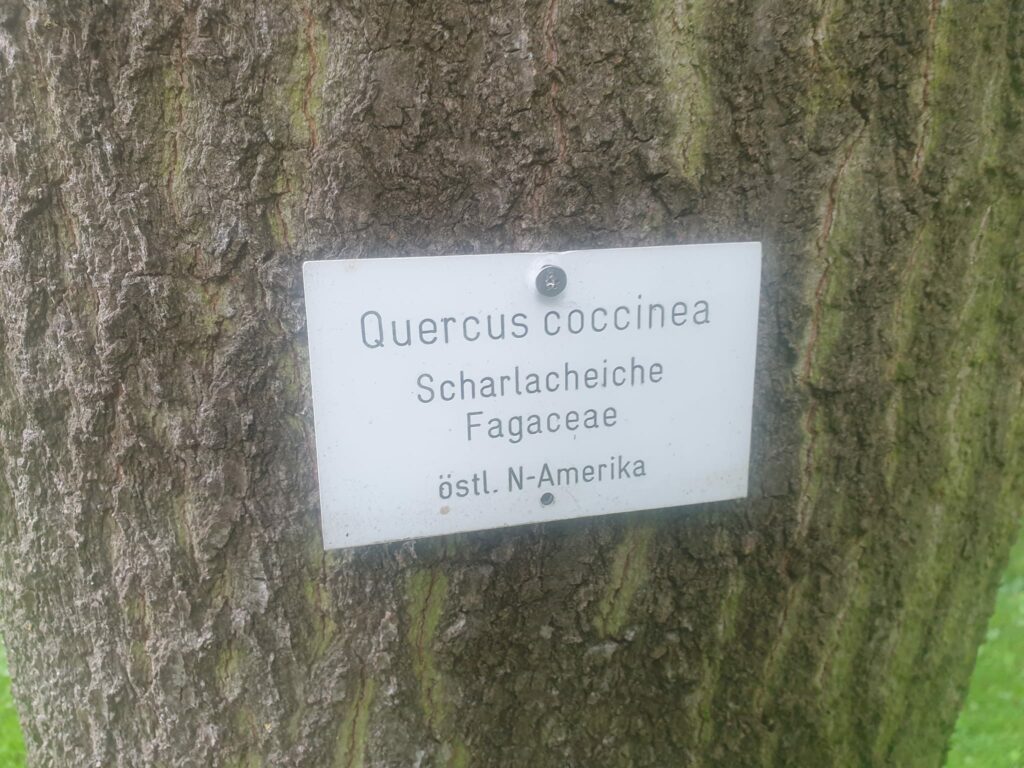 Quercus coccinea
Scharlacheiche
Fagaceae
östl. N-Amerika